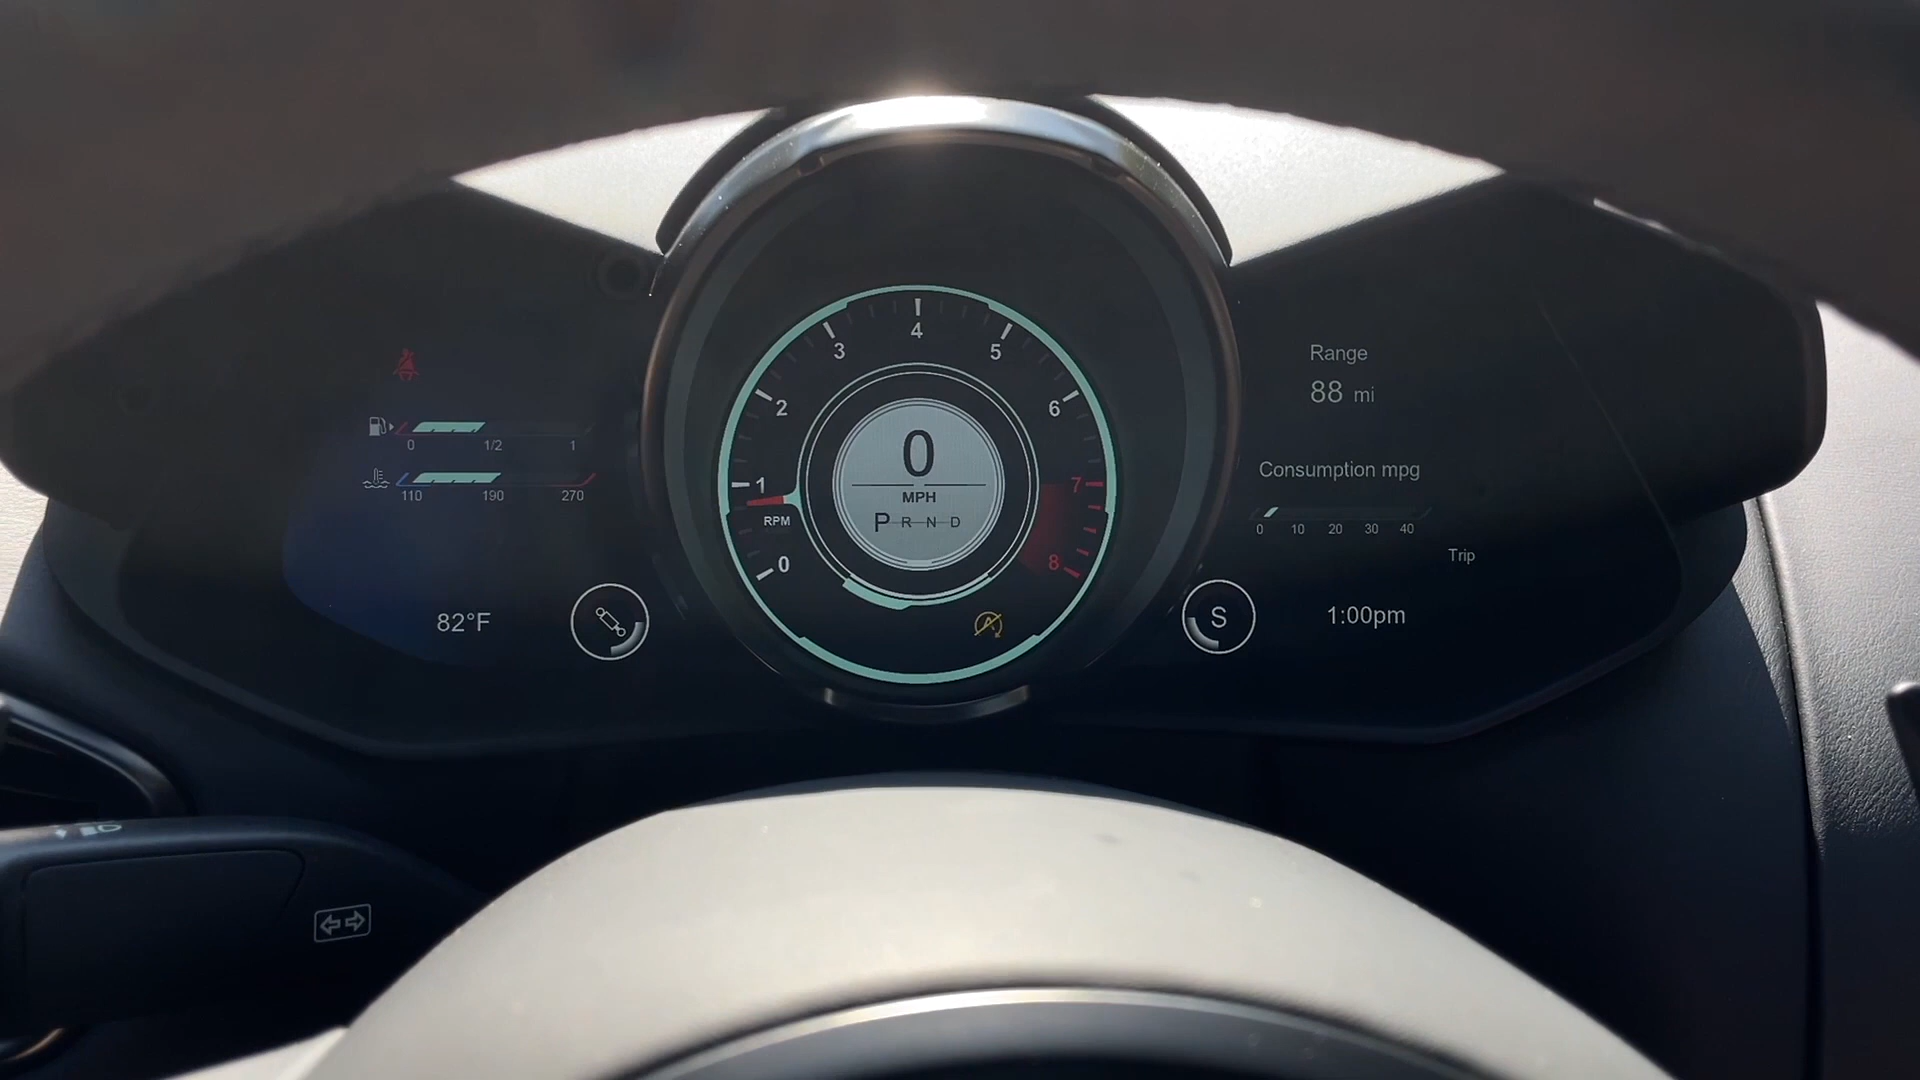 0 1/2 1
110 190 270
82°F
4
3 5
2 6
1 7
RPM
0 8
0
MPH
P R N D
Range
88 mi
Consumption mpg
0 10 20 30 40
Trip
S
1:00pm